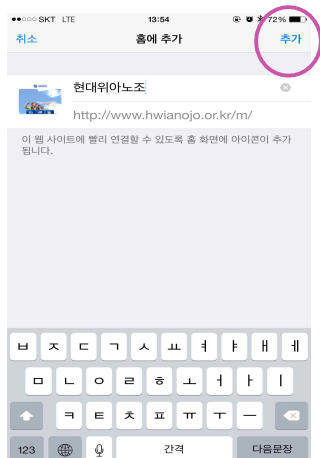 SKT LTE 13:54 72%
취소 홈에 추가 추가
현대위아노조
http://www.hwianojo.or.kr/m/
이 웹 사이트에 빨리 연결할 수 있도록 홈 화면에 아이콘이 추가
됩니다.
ㅂ ㅈ ㄷ ㄱ ㅅ ㅛ ㅕ ㅑ ㅐ ㅔ
ㅁ ㄴ ㅇ ㄹ ㅎ ㅗ ㅓ ㅏ ㅣ
ㅋ ㅌ ㅊ ㅍ ㅠ ㅜ ㅡ
123 간격 다음문장